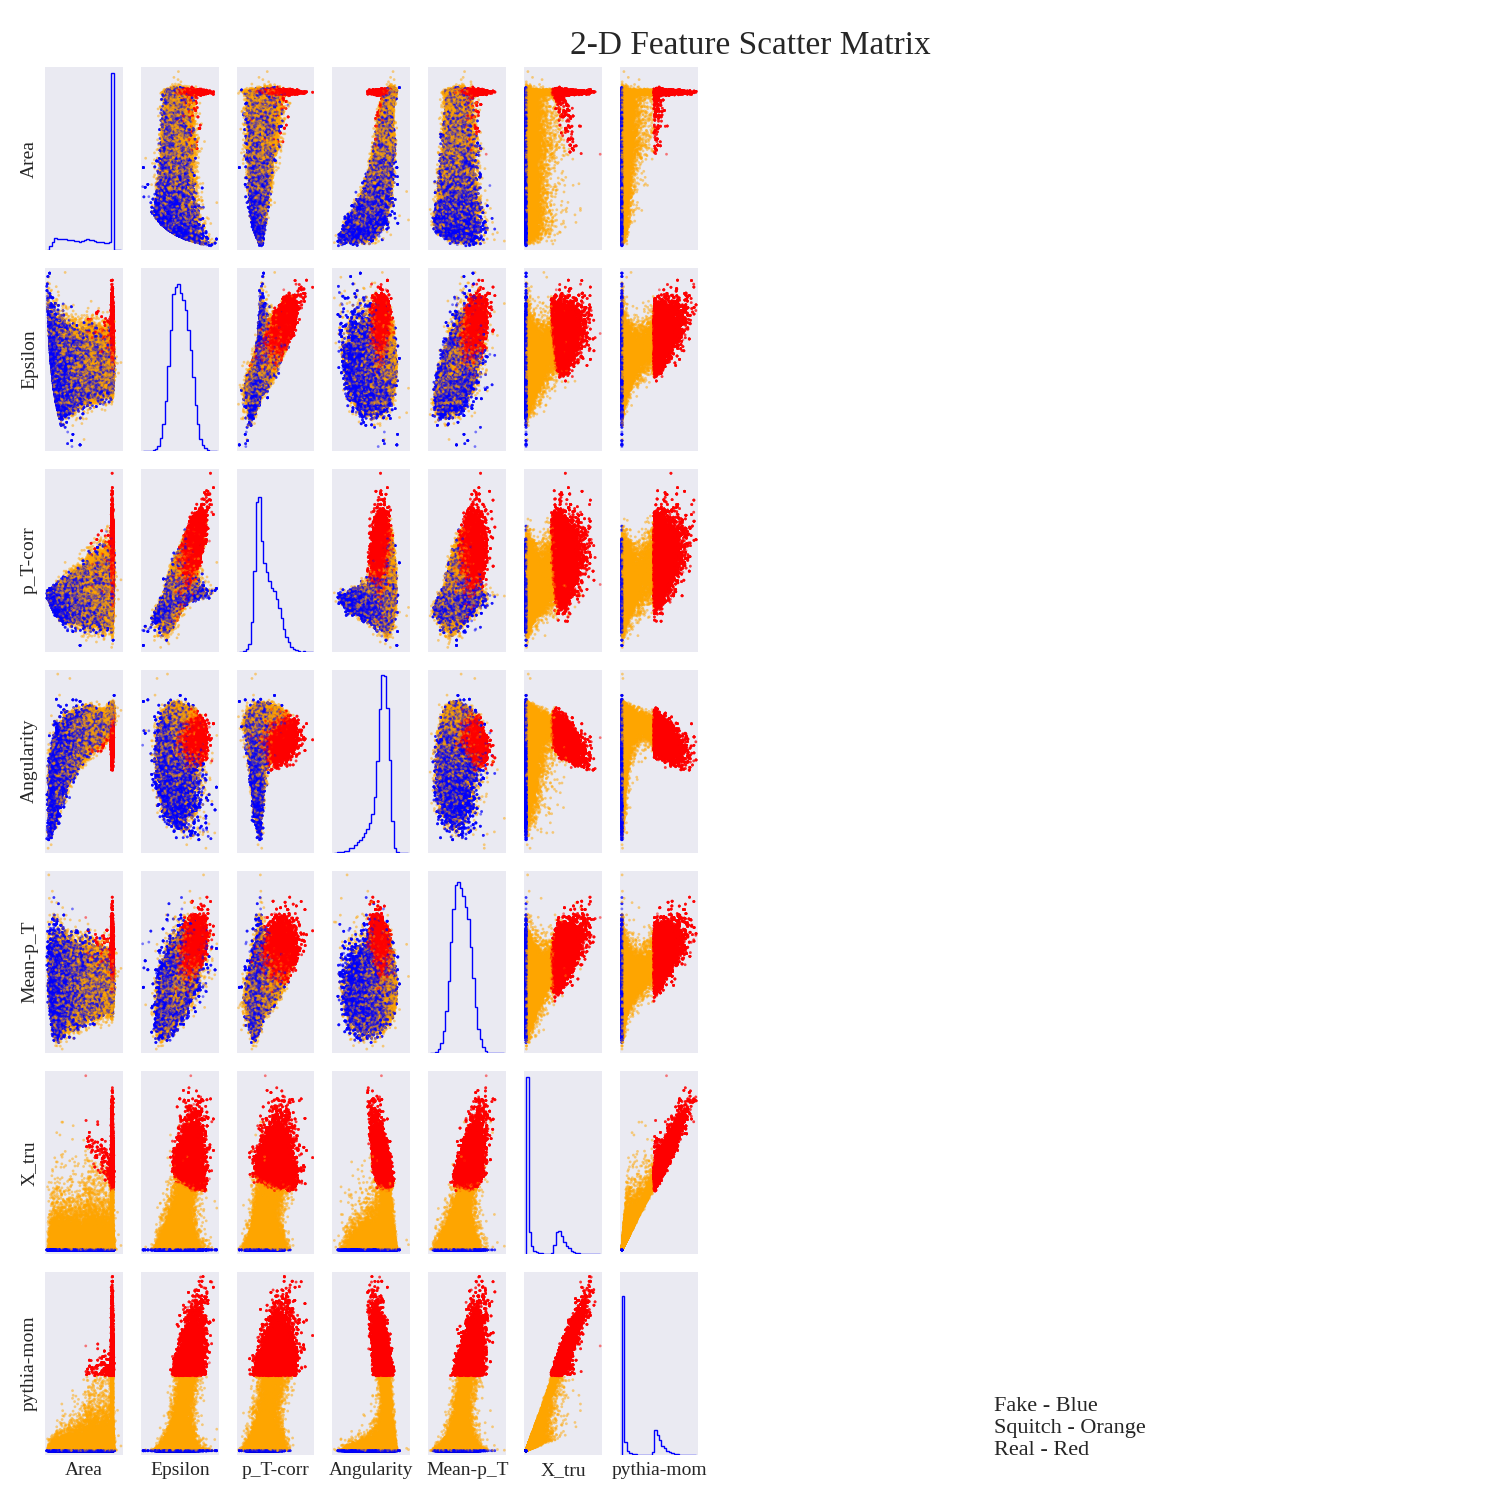 2-D Feature Scatter Matrix
Area
Epsilon
p_T-corr
Angularity
Mean-p_T
X_tru
pythia-mom
Area
Epsilon
p_T-corr
Angularity
Mean-p_T
X_tru
pythia-mom
Fake - Blue
Squitch - Orange
Real - Red